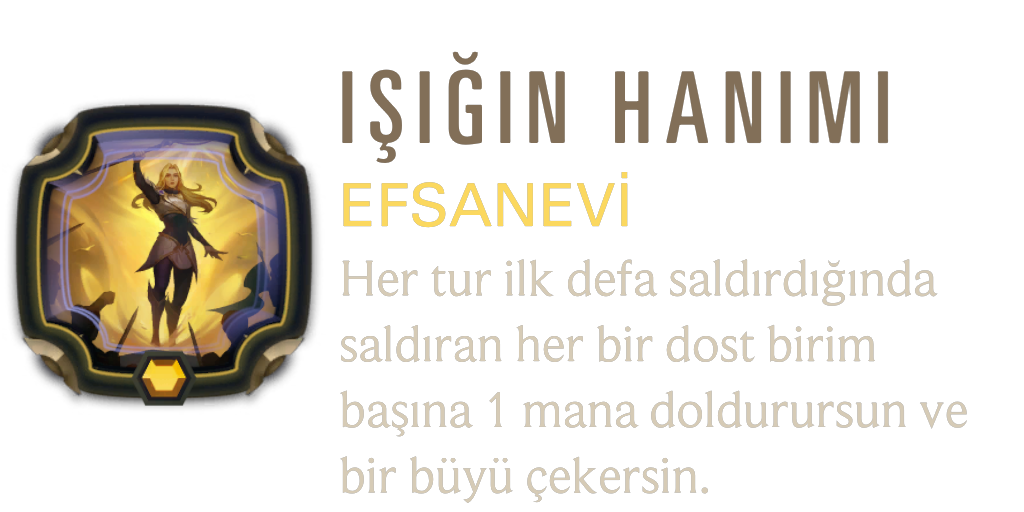 IŞIĞIN HANIMI
EFSANEVİ
Her tur ilk defa saldırdığında
saldıran her bir dost birim
başına 1 mana doldurursun ve
bir büyü çekersin.